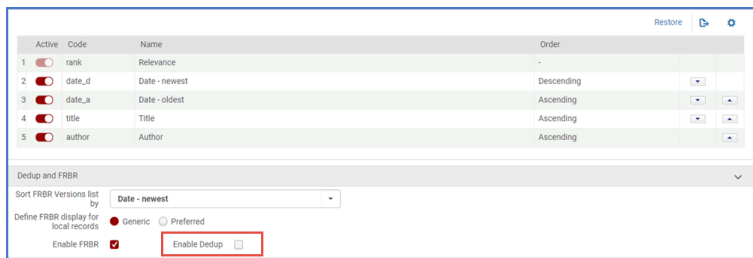 Restore
Active Code Name Order
1 rank Relevance -
2 date_d Date - newest Descending
3 date_a Date - oldest Ascending
4 title Title Ascending
5 author Author Ascending
Dedup and FRBR
Sort FRBR Versions list by Date - newest
Define FRBR display for local records Generic Preferred
Enable FRBR Enable Dedup